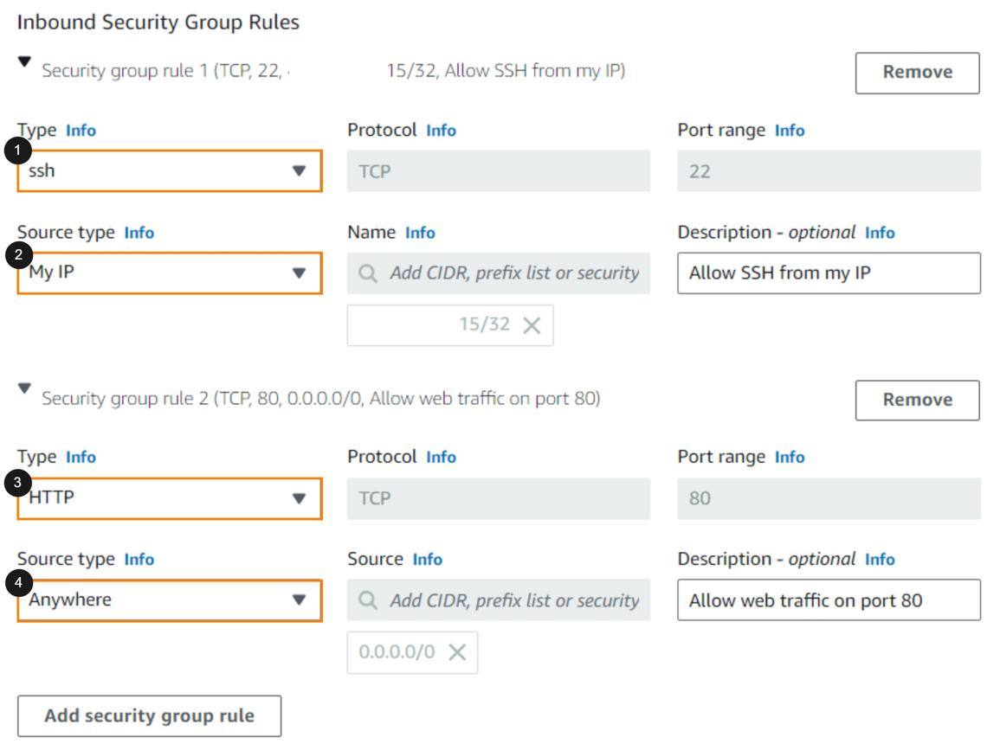 Inbound Security Group Rules
Security group rule 1 (TCP, 22, 15/32, Allow SSH from my IP)
Remove
Type Info
Protocol Info
Port range Info
1
ssh
TCP
22
Source type Info
Name Info
Description - optional Info
2
My IP
Add CIDR, prefix list or security
Allow SSH from my IP
15/32
Security group rule 2 (TCP, 80, 0.0.0.0/0, Allow web traffic on port 80)
Remove
Type Info
Protocol Info
Port range Info
3
HTTP
TCP
80
Source type Info
Source Info
Description - optional Info
4
Anywhere
Add CIDR, prefix list or security
Allow web traffic on port 80
0.0.0.0/0
Add security group rule